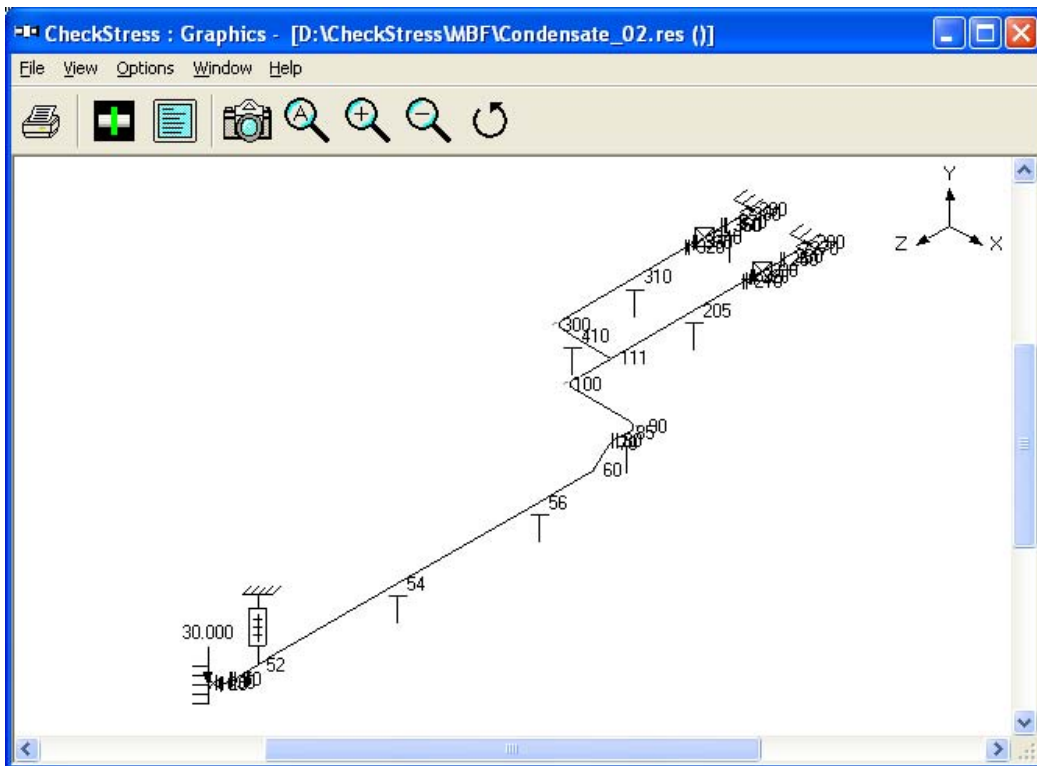 CheckStress : Graphics - [D:\CheckStress\MBF\Condensate_02.res ()]
File View Options Window Help
A
Y
Z X
310
205
300
410
111
100
90
85
60
56
54
30.000
52